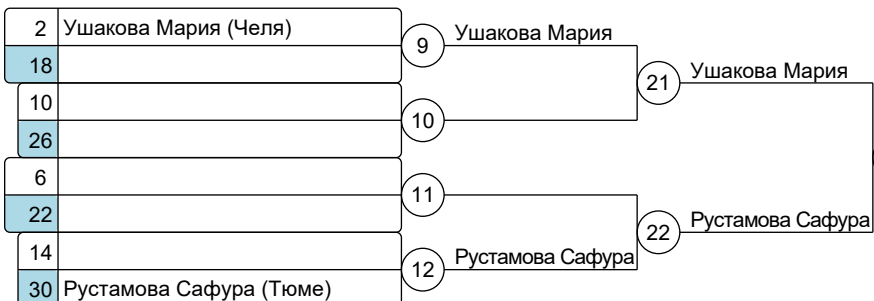 2 Ушакова Мария (Челя)
18
10
26
6
22
14
30 Рустамова Сафура (Тюме)
9 Ушакова Мария
10
11
12 Рустамова Сафура
21 Ушакова Мария
22 Рустамова Сафура